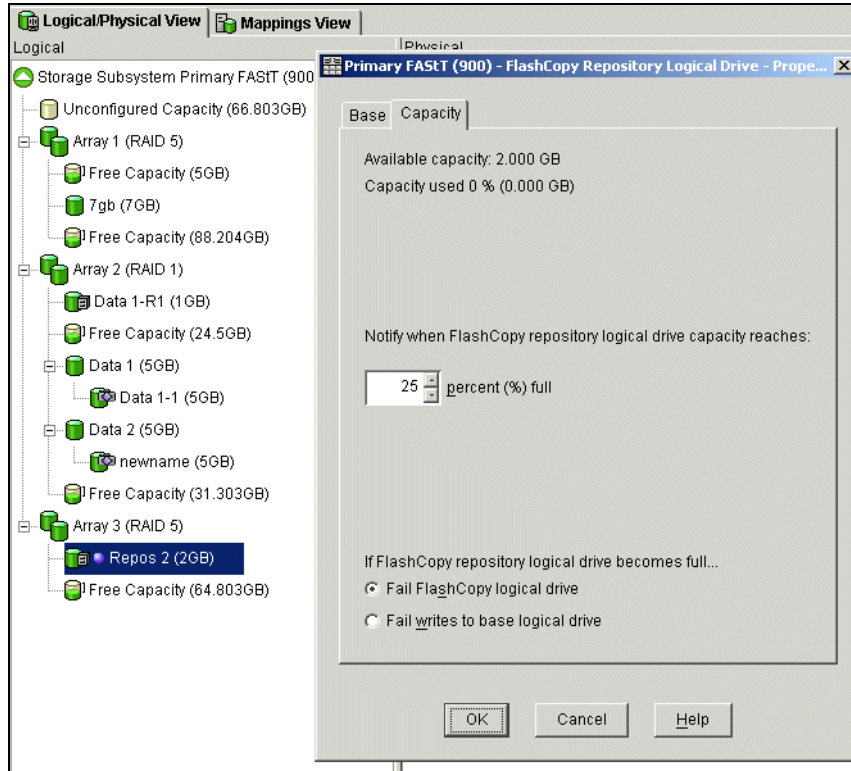 Logical/Physical View Mappings View
Logical
Physical
Storage Subsystem Primary FAStT (900
Unconfigured Capacity (66.803GB)
Array 1 (RAID 5)
Free Capacity (5GB)
7gb (7GB)
Free Capacity (88.204GB)
Array 2 (RAID 1)
Data 1-R1 (1GB)
Free Capacity (24.5GB)
Data 1 (5GB)
Data 1-1 (5GB)
Data 2 (5GB)
newname (5GB)
Free Capacity (31.303GB)
Array 3 (RAID 5)
Repos 2 (2GB)
Free Capacity (64.803GB)
Primary FAStT (900) - FlashCopy Repository Logical Drive - Prope...
Base Capacity
Available capacity: 2.000 GB
Capacity used 0 % (0.000 GB)
Notify when FlashCopy repository logical drive capacity reaches:
25 percent (%) full
If FlashCopy repository logical drive becomes full...
Fail FlashCopy logical drive
Fail writes to base logical drive
OK Cancel Help